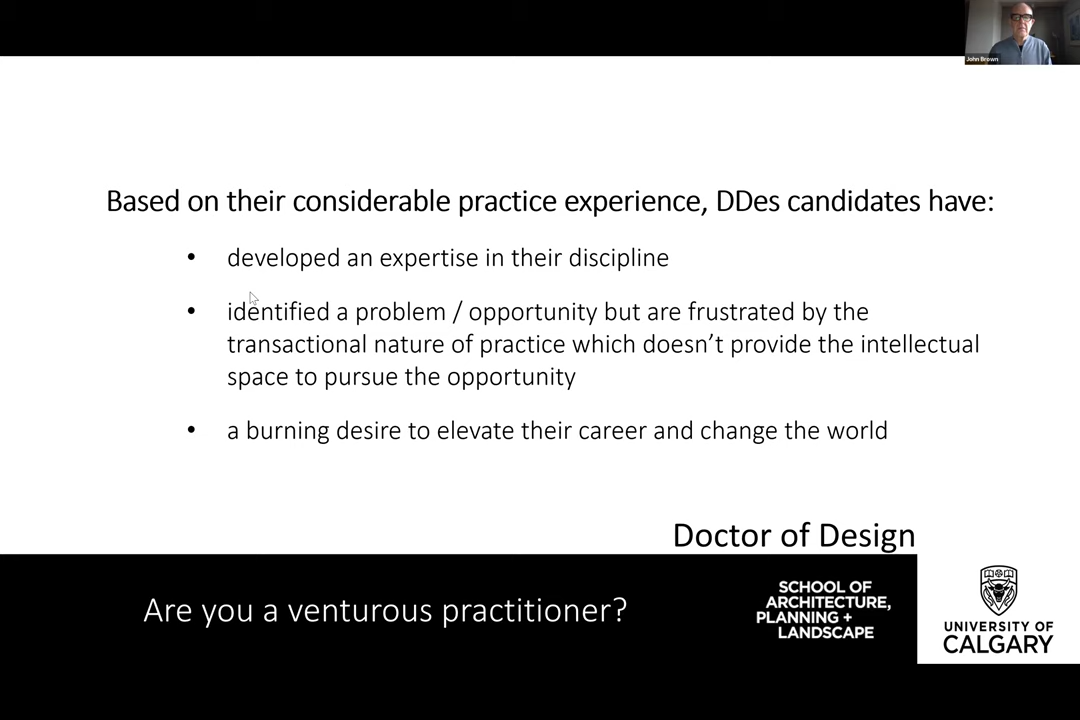 John Brown
Based on their considerable practice experience, DDes candidates have:
• developed an expertise in their discipline
• identified a problem / opportunity but are frustrated by the
transactional nature of practice which doesn’t provide the intellectual
space to pursue the opportunity
• a burning desire to elevate their career and change the world
Doctor of Design
Are you a venturous practitioner?
SCHOOL OF
ARCHITECTURE,
PLANNING +
LANDSCAPE
UNIVERSITY OF
CALGARY